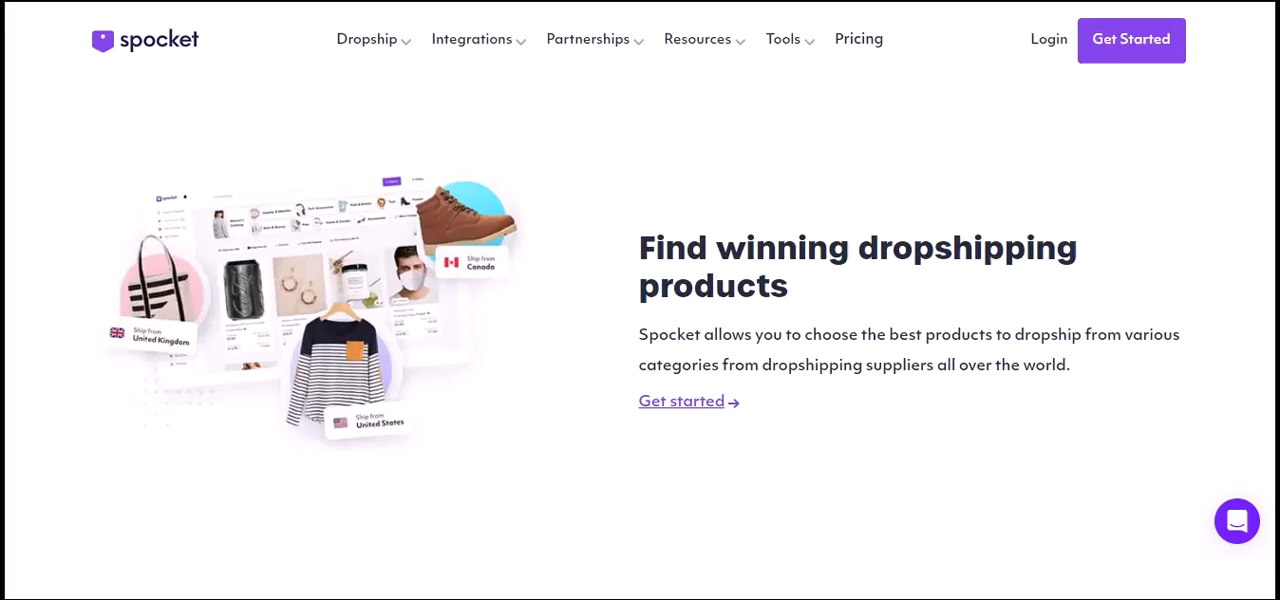 spocket
Dropship
Integrations
Partnerships
Resources
Tools
Pricing
Login
Get Started
spocket
Ship from
Canada
Ship from
United Kingdom
Ship from
United States
Find winning dropshipping
products
Spocket allows you to choose the best products to dropship from various
categories from dropshipping suppliers all over the world.
Get started →